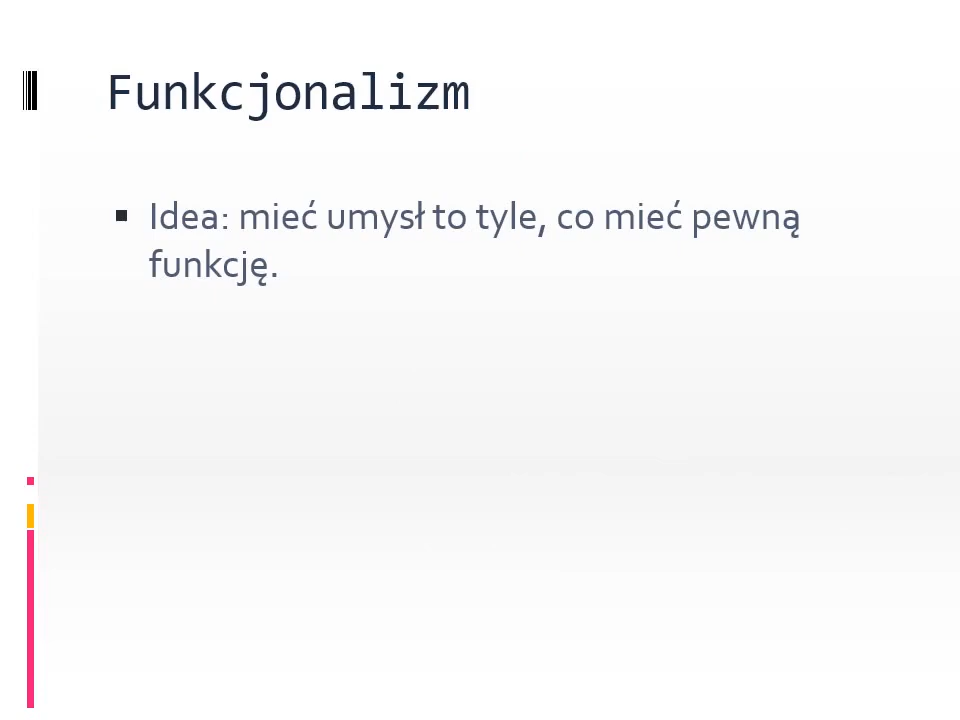 Funkcjonalizm
Idea: mieć umysł to tyle, co mieć pewną
funkcję.